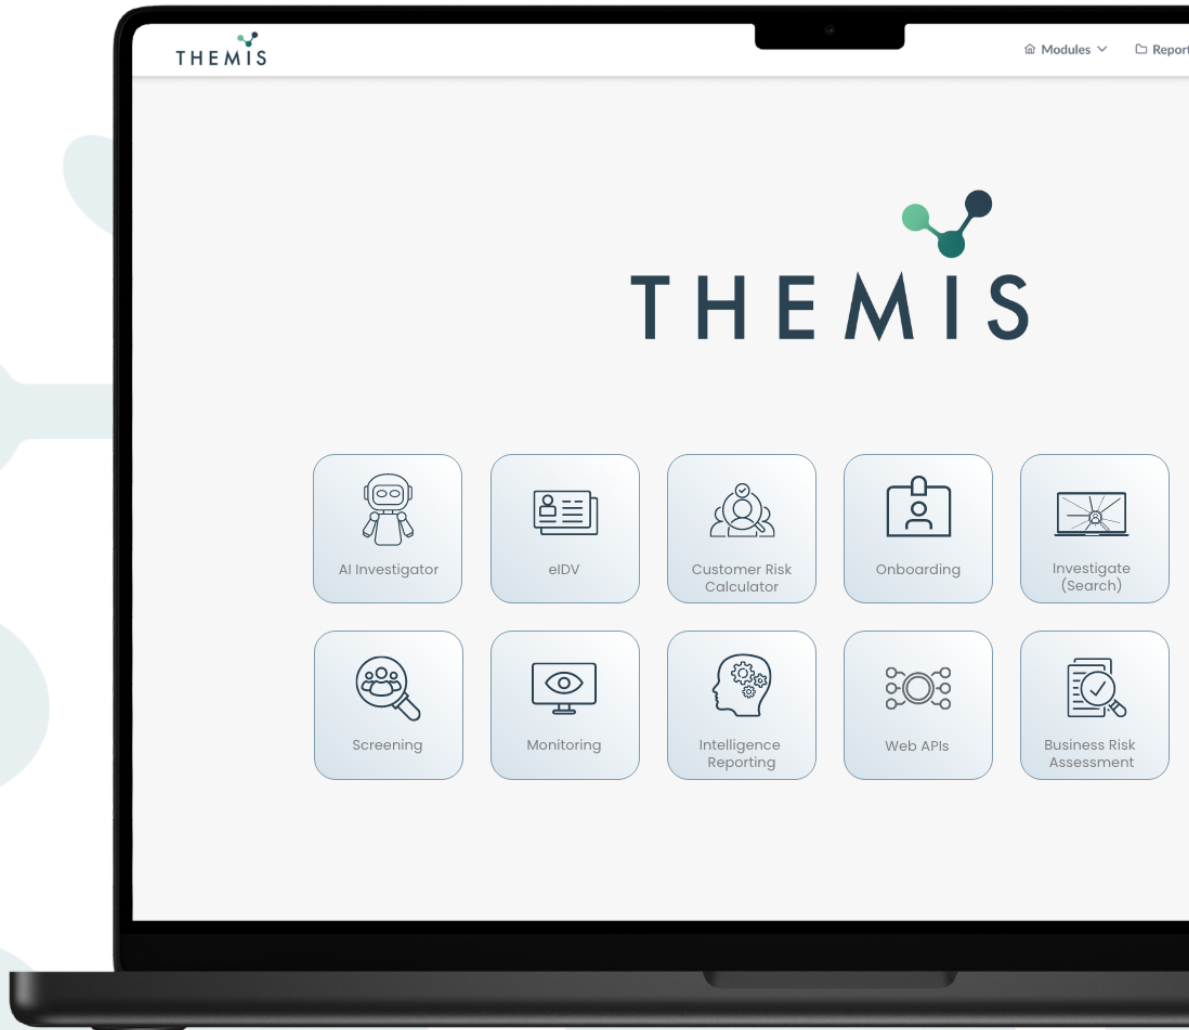 THEMIS
Modules
Report
THEMIS
AI Investigator
eIDV
Customer Risk
Calculator
Onboarding
Investigate
(Search)
Screening
Monitoring
Intelligence
Reporting
Web APIs
Business Risk
Assessment